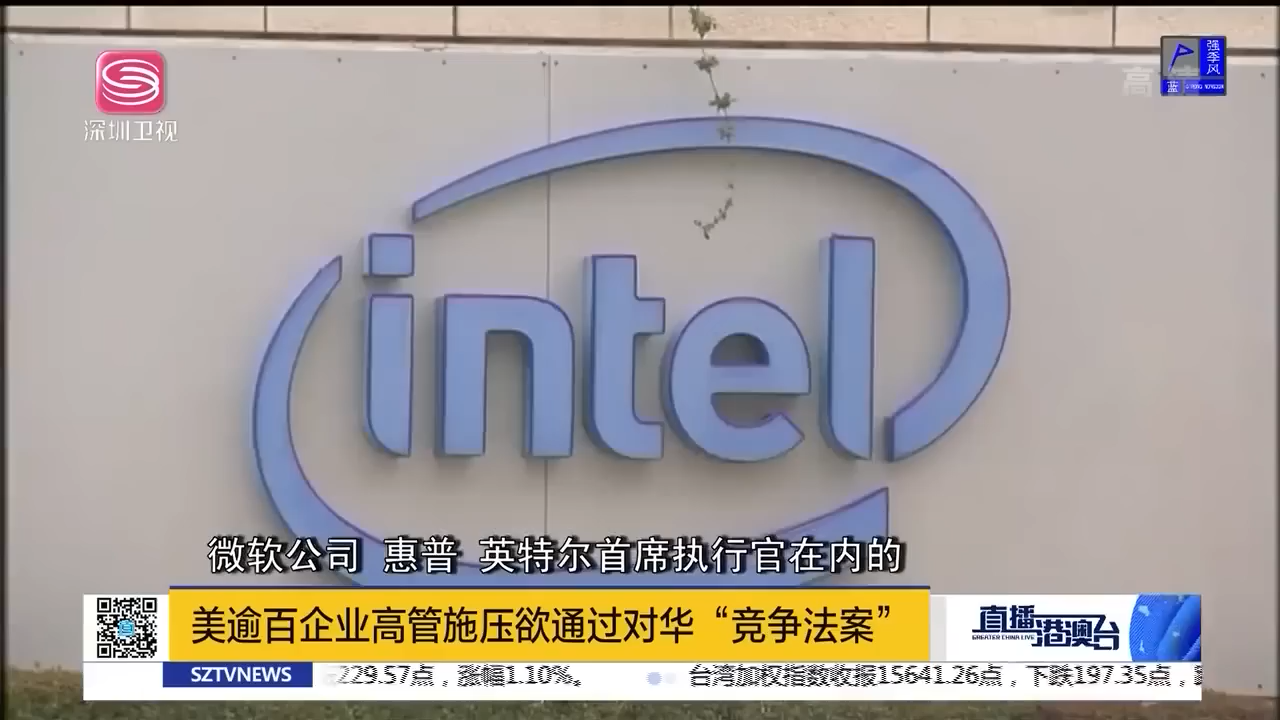 深圳卫视
强季风
蓝
intel
微软公司 惠普 英特尔首席执行官在内的
美逾百企业高管施压欲通过对华“竞争法案”
直播港澳台
GREATER CHINA LIVE
SZTVNEWS
229.57点，涨幅1.10%。
台湾加权指数收报15641.26点，下跌197.35点，